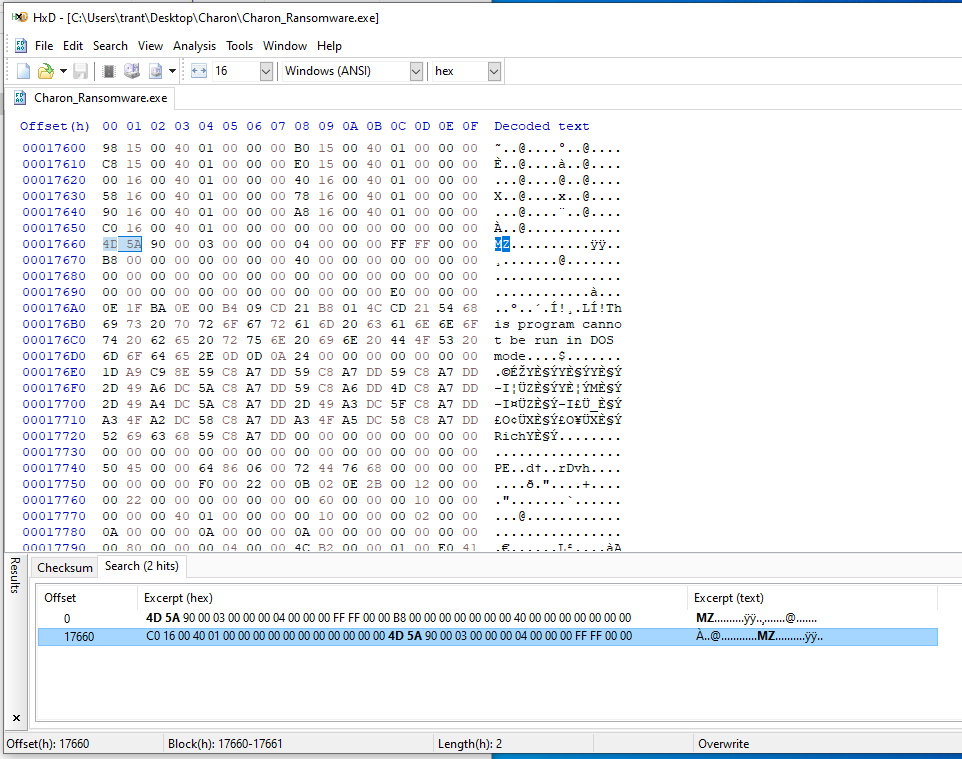 HxD - [C:\Users\trant\Desktop\Charon\Charon_Ransomware.exe]
File Edit Search View Analysis Tools Window Help
16 Windows (ANSI) hex
Charon_Ransomware.exe
Offset(h) 00 01 02 03 04 05 06 07 08 09 0A 0B 0C 0D 0E 0F Decoded text
00017600 98 15 00 40 01 00 00 00 B0 15 00 40 01 00 00 00 ˜..@....°..@....
00017610 C8 15 00 40 01 00 00 00 E0 15 00 40 01 00 00 00 È..@....à..@....
00017620 00 16 00 40 01 00 00 00 40 16 00 40 01 00 00 00 ...@....@..@....
00017630 58 16 00 40 01 00 00 00 78 16 00 40 01 00 00 00 X..@....x..@....
00017640 90 16 00 40 01 00 00 00 A8 16 00 40 01 00 00 00 ...@....¨..@....
00017650 C0 16 00 40 01 00 00 00 00 00 00 00 00 00 00 00 À..@............
00017660 4D 5A 90 00 03 00 00 00 04 00 00 00 FF FF 00 00 MZ..........ÿÿ..
00017670 B8 00 00 00 00 00 00 00 40 00 00 00 00 00 00 00 ¸.......@.......
00017680 00 00 00 00 00 00 00 00 00 00 00 00 00 00 00 00 ................
00017690 00 00 00 00 00 00 00 00 00 00 00 00 E0 00 00 00 ............à...
000176A0 0E 1F BA 0E 00 B4 09 CD 21 B8 01 4C CD 21 54 68 ..º..´.Í!¸.LÍ!Th
000176B0 69 73 20 70 72 6F 67 72 61 6D 20 63 61 6E 6E 6F is program canno
000176C0 74 20 62 65 20 72 75 6E 20 69 6E 20 44 4F 53 20 t be run in DOS
000176D0 6D 6F 64 65 2E 0D 0D 0A 24 00 00 00 00 00 00 00 mode....$.......
000176E0 1D A9 C9 8E 59 C8 A7 DD 59 C8 A7 DD 59 C8 A7 DD .©ÉŽYÈ§ÝYÈ§ÝYÈ§Ý
000176F0 2D 49 A6 DC 5A C8 A7 DD 59 C8 A6 DD 4D C8 A7 DD -I¦ÜZÈ§ÝYÈ¦ÝMÈ§Ý
00017700 2D 49 A4 DC 5A C8 A7 DD 2D 49 A3 DC 5F C8 A7 DD -I¤ÜZÈ§Ý-I£Ü_È§Ý
00017710 A3 4F A2 DC 58 C8 A7 DD A3 4F A5 DC 58 C8 A7 DD £O¢ÜXÈ§Ý£O¥ÜXÈ§Ý
00017720 52 69 63 68 59 C8 A7 DD 00 00 00 00 00 00 00 00 RichYÈ§Ý........
00017730 00 00 00 00 00 00 00 00 00 00 00 00 00 00 00 00 ................
00017740 50 45 00 00 64 86 06 00 72 44 76 68 00 00 00 00 PE..d†..rDvh....
00017750 00 00 00 00 F0 00 22 00 0B 02 0E 2B 00 12 00 00 ....ð."....+....
00017760 00 22 00 00 00 00 00 00 00 60 00 00 00 10 00 00 .".......`......
00017770 00 00 00 40 01 00 00 00 00 10 00 00 00 02 00 00 ...@............
00017780 0A 00 00 00 0A 00 00 00 0A 00 00 00 00 00 00 00 ................
00017790 00 80 00 00 00 04 00 00 4C B2 00 00 01 00 E0 41 .€......L²....àA
Results
Checksum Search (2 hits)
Offset Excerpt (hex) Excerpt (text)
0 4D 5A 90 00 03 00 00 00 04 00 00 00 FF FF 00 00 B8 00 00 00 00 00 00 00 40 00 00 00 00 00 00 00 MZ..........ÿÿ..¸.......@.......
17660 C0 16 00 40 01 00 00 00 00 00 00 00 00 00 00 00 4D 5A 90 00 03 00 00 00 04 00 00 00 FF FF 00 00 À..@............MZ..........ÿÿ..
Offset(h): 17660 Block(h): 17660-17661 Length(h): 2 Overwrite